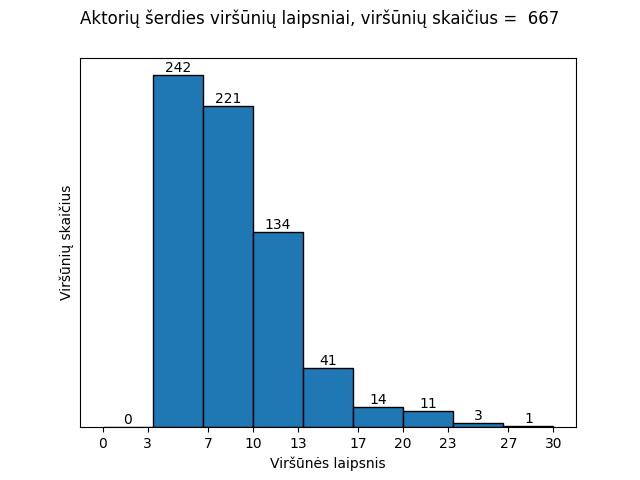 Aktorių šerdies viršūnių laipsniai, viršūnių skaičius =  667
242
221
134
41
14
11
3
1
0
Viršūnių skaičius
0 3 7 10 13 17 20 23 27 30
Viršūnės laipsnis